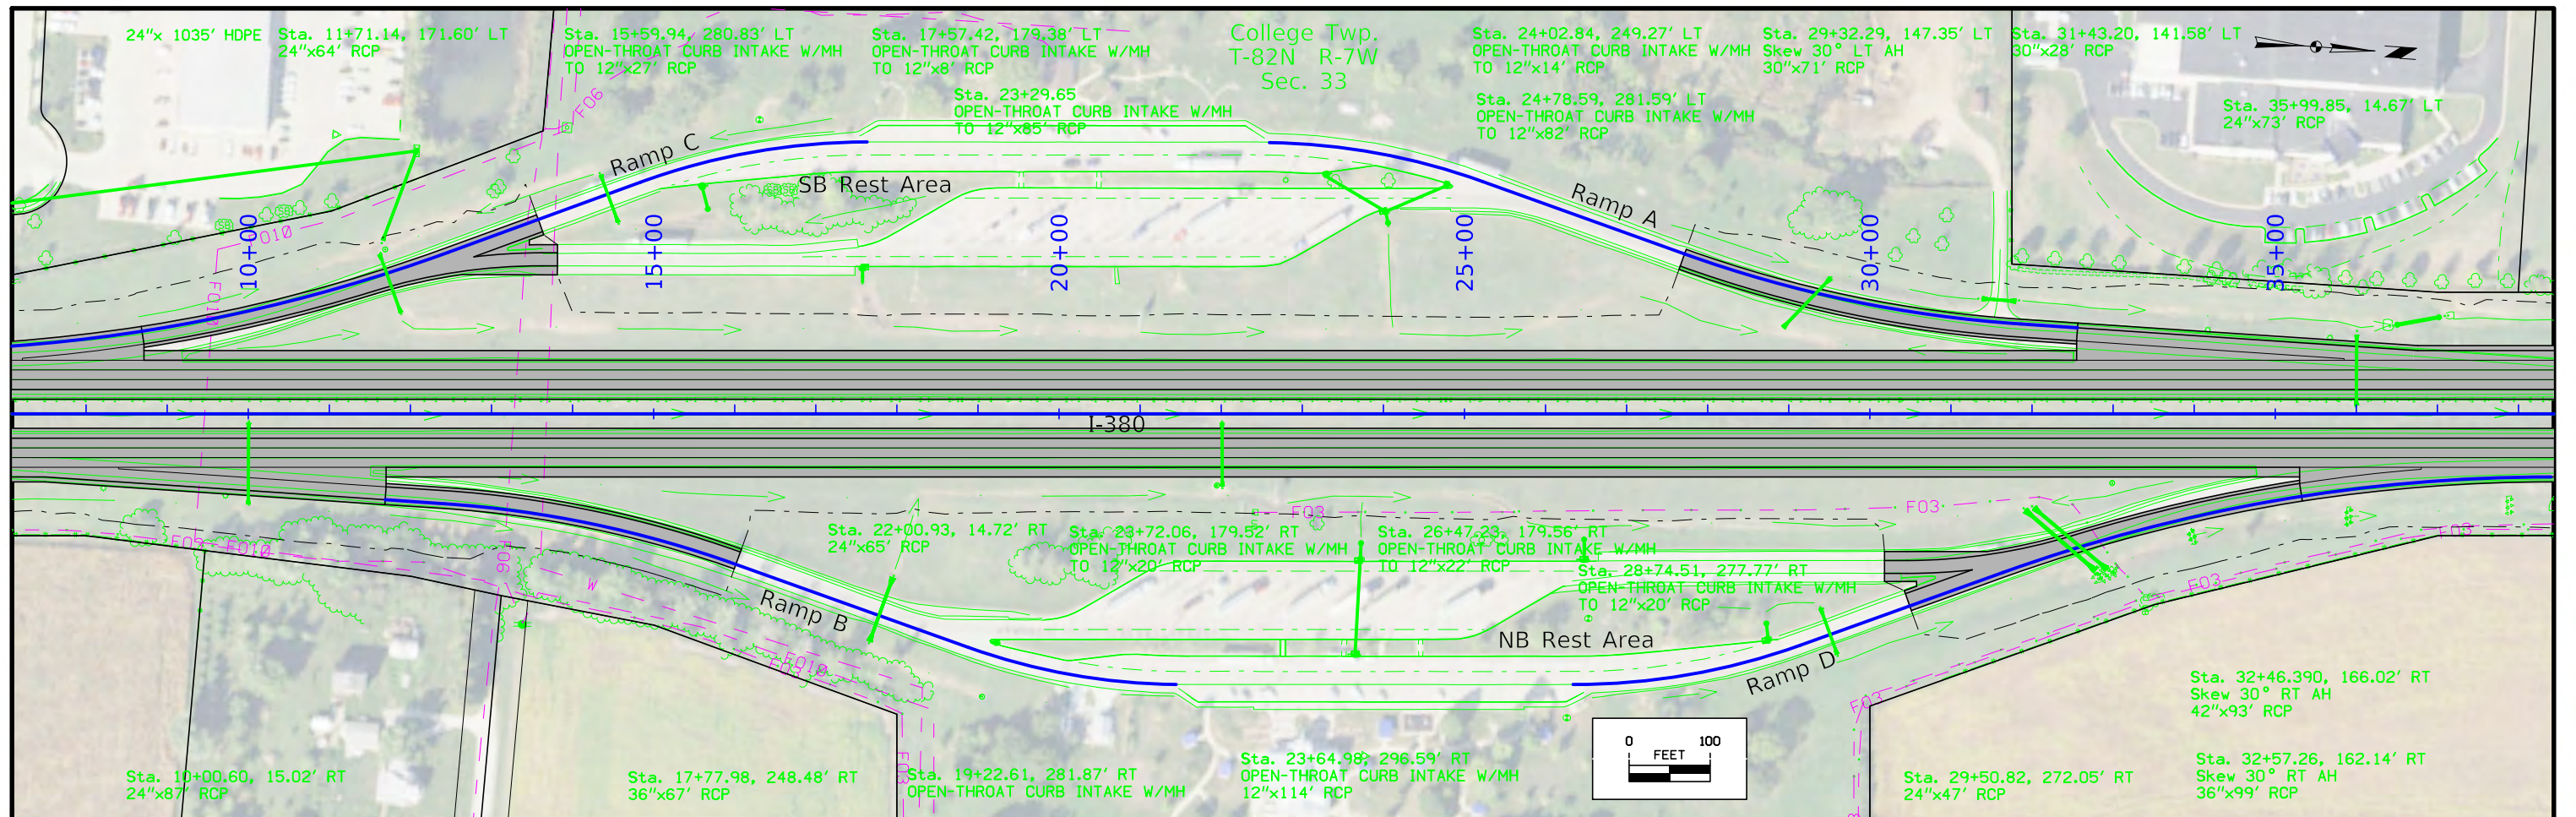 24"x 1035' HDPE
Sta. 11+71.14, 171.60' LT
24"x64' RCP
Sta. 15+59.94, 280.83' LT
OPEN-THROAT CURB INTAKE W/MH
TO 12"x27' RCP
Sta. 17+57.42, 179.38' LT
OPEN-THROAT CURB INTAKE W/MH
TO 12"x8' RCP
Sta. 23+29.65
OPEN-THROAT CURB INTAKE W/MH
TO 12"x85' RCP
College Twp.
T-82N R-7W
Sec. 33
Sta. 24+02.84, 249.27' LT
OPEN-THROAT CURB INTAKE W/MH
TO 12"x14' RCP
Sta. 24+78.59, 281.59' LT
OPEN-THROAT CURB INTAKE W/MH
TO 12"x82' RCP
Sta. 29+32.29, 147.35' LT
Skew 30° LT AH
30"x71' RCP
Sta. 31+43.20, 141.58' LT
30"x28' RCP
Sta. 35+99.85, 14.67' LT
24"x73' RCP
F06
Ramp C
SB Rest Area
Ramp A
FO10
FO10
10+00
15+00
20+00
25+00
30+00
35+00
I-380
F03
F03
F03
Sta. 22+00.93, 14.72' RT
24"x65' RCP
Sta. 23+72.06, 179.52' RT
OPEN-THROAT CURB INTAKE W/MH
TO 12"x20' RCP
Sta. 26+47.23, 179.56' RT
OPEN-THROAT CURB INTAKE W/MH
TO 12"x22' RCP
Sta. 28+74.51, 277.77' RT
OPEN-THROAT CURB INTAKE W/MH
TO 12"x20' RCP
F03
FO10
F06
W
F03
Ramp B
NB Rest Area
FO10
F03
Ramp D
F03
F03
Sta. 32+46.390, 166.02' RT
Skew 30° RT AH
42"x93' RCP
0 100
FEET
Sta. 10+00.60, 15.02' RT
24"x87' RCP
Sta. 17+77.98, 248.48' RT
36"x67' RCP
Sta. 19+22.61, 281.87' RT
OPEN-THROAT CURB INTAKE W/MH
Sta. 23+64.98, 296.59' RT
OPEN-THROAT CURB INTAKE W/MH
12"x114' RCP
Sta. 29+50.82, 272.05' RT
24"x47' RCP
Sta. 32+57.26, 162.14' RT
Skew 30° RT AH
36"x99' RCP